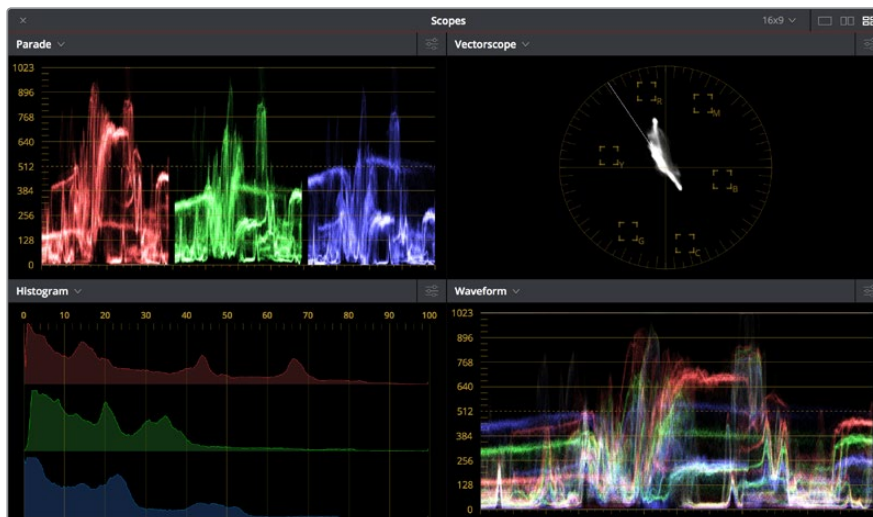 Scopes
16x9
Parade
Vectorscope
1023
896
768
640
512
384
256
128
0
R
M
Y
B
G
C
Histogram
Waveform
0 10 20 30 40 50 60 70 80 90 100
1023
896
768
640
512
384
256
128
0